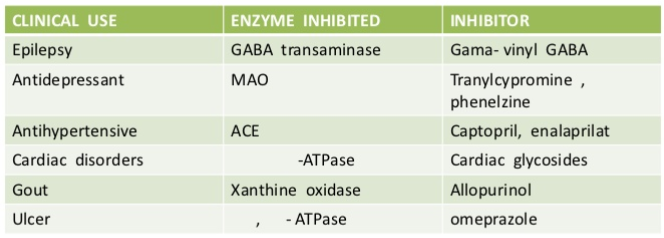 CLINICAL USE ENZYME INHIBITED INHIBITOR
Epilepsy GABA transaminase Gama- vinyl GABA
Antidepressant MAO Tranylcypromine ,
phenelzine
Antihypertensive ACE Captopril, enalaprilat
Cardiac disorders -ATPase Cardiac glycosides
Gout Xanthine oxidase Allopurinol
Ulcer , - ATPase omeprazole